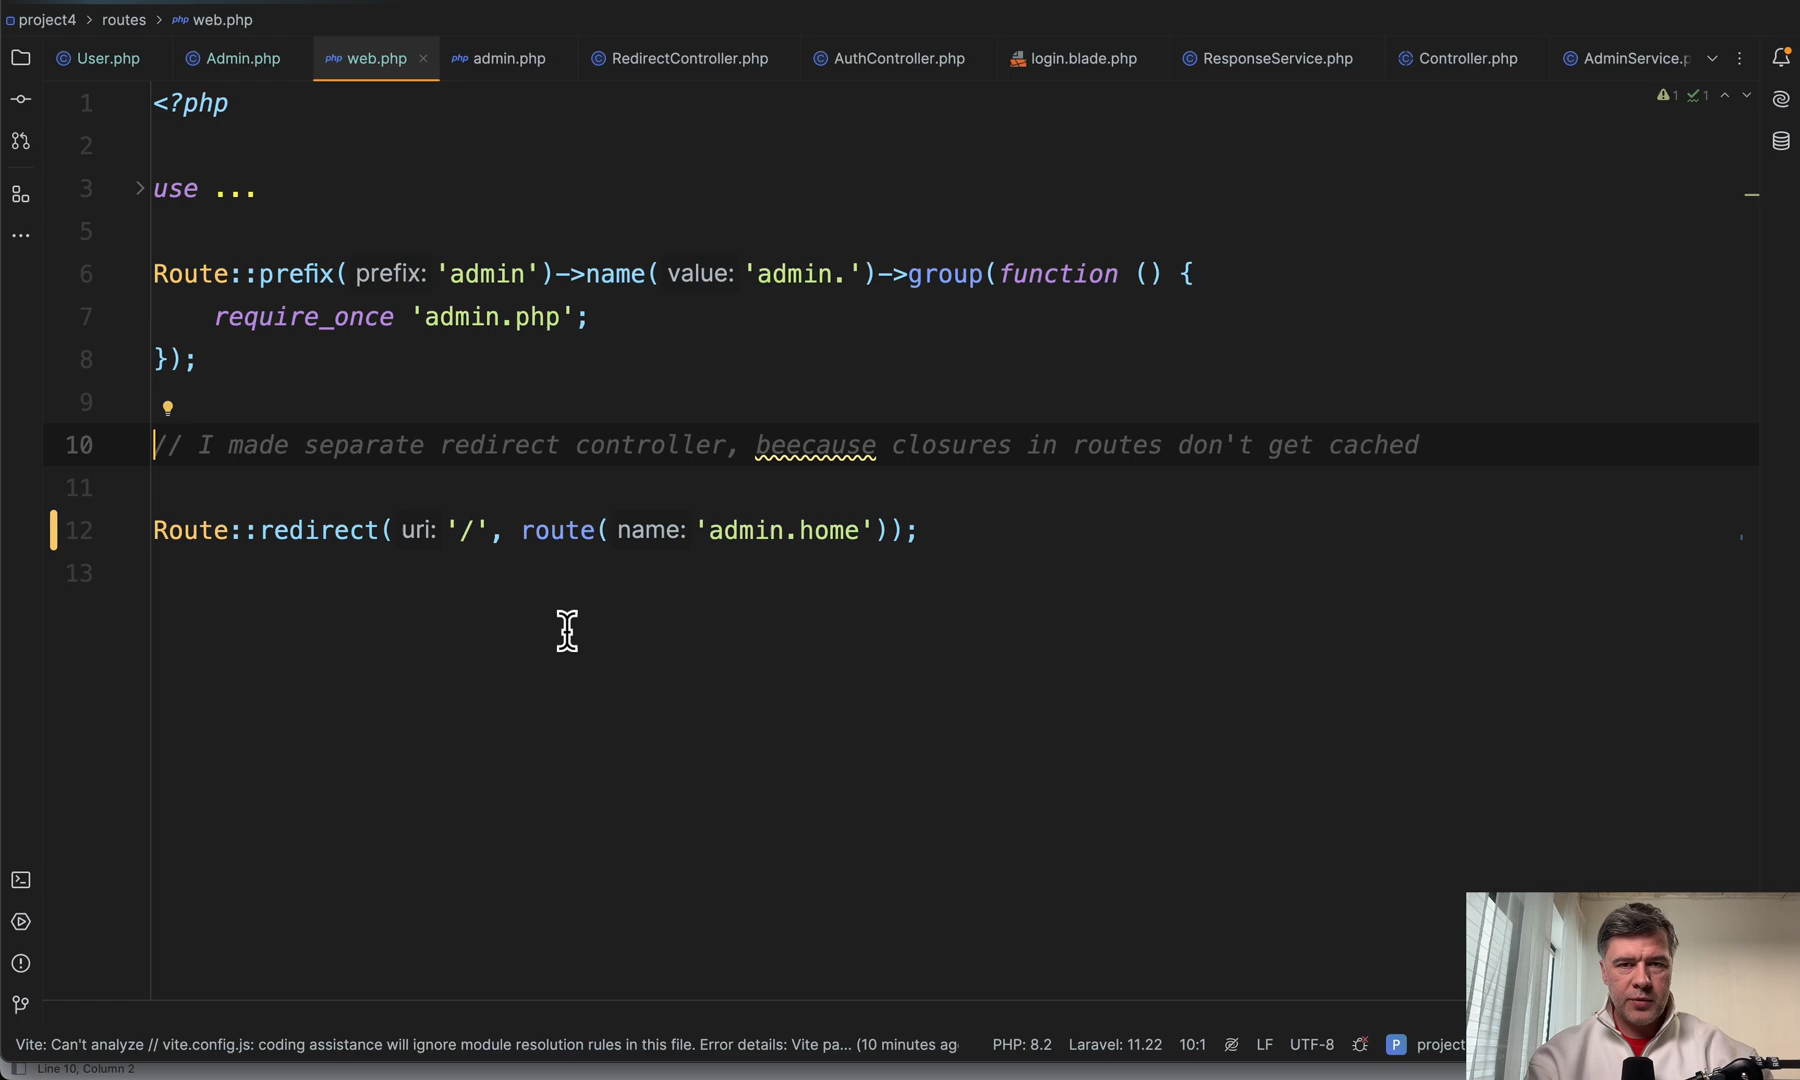 project4 > routes > php web.php
User.php
Admin.php
php web.php
php admin.php
RedirectController.php
AuthController.php
login.blade.php
ResponseService.php
Controller.php
AdminService.p
1 <?php
1 1
2
3 use ...
5
6 Route::prefix( prefix: 'admin')->name( value: 'admin.')->group(function () {
7 require_once 'admin.php';
8 });
9
10 // I made separate redirect controller, beecause closures in routes don't get cached
11
12 Route::redirect( uri: '/', route( name: 'admin.home'));
13
Vite: Can't analyze // vite.config.js: coding assistance will ignore module resolution rules in this file. Error details: Vite pa... (10 minutes ag
PHP: 8.2 Laravel: 11.22 10:1 LF UTF-8 P project
Line 10, Column 2